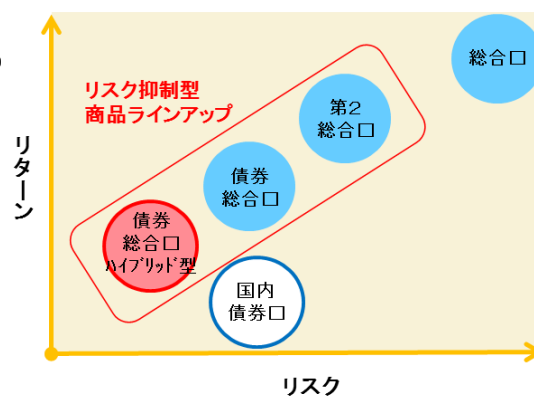 総合口
リスク抑制型
商品ラインアップ
第2
総合口
リターン
債券
総合口
債券
総合口
ﾊｲﾌﾞﾘｯﾄﾞ型
国内
債券口
リスク